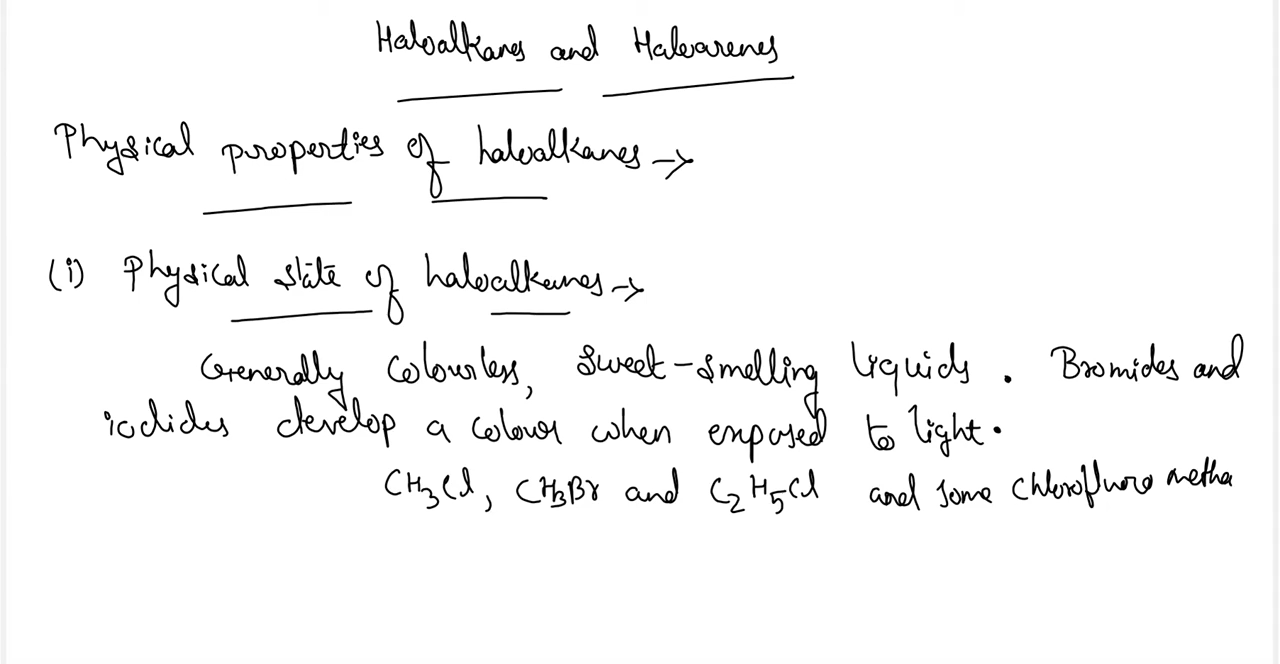 Haloalkanes and Haloarenes
Physical properties of haloalkanes →
(i) Physical state of haloalkanes →
Generally colourless, sweet-smelling liquids. Bromides and
iodides develop a colour when exposed to light.
CH₃Cl, CH₃Br and C₂H₅Cl and some chlorofluoro metha